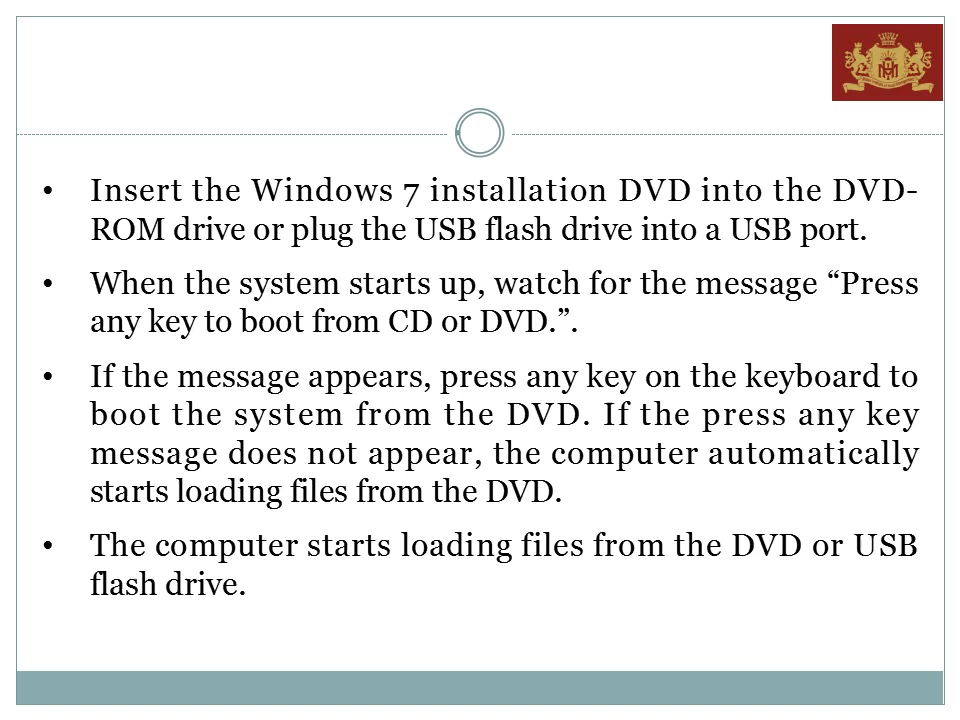 • Insert the Windows 7 installation DVD into the DVD-
ROM drive or plug the USB flash drive into a USB port.
• When the system starts up, watch for the message “Press
any key to boot from CD or DVD.”.
• If the message appears, press any key on the keyboard to
boot the system from the DVD. If the press any key
message does not appear, the computer automatically
starts loading files from the DVD.
• The computer starts loading files from the DVD or USB
flash drive.